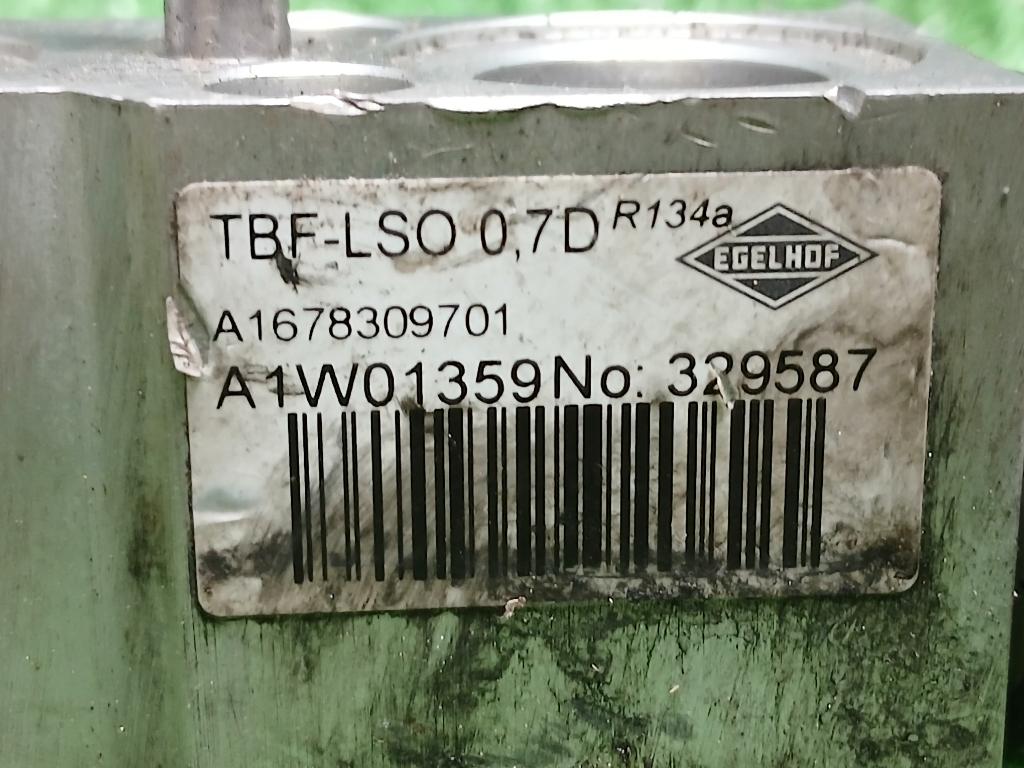 TBF-LSO 0,7D R134a
EGELHOF
A1678309701
A1W01359 No: 329587